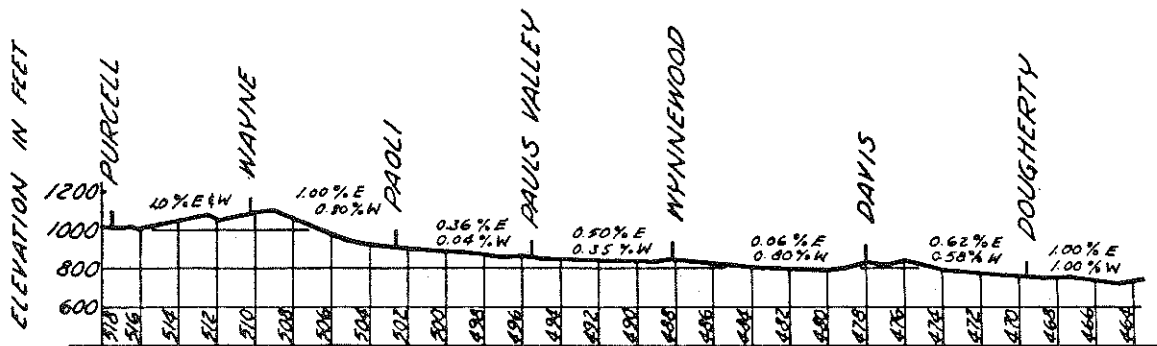 ELEVATION IN FEET
PURCELL
WAYNE
PAOLI
PAULS VALLEY
WYNNEWOOD
DAVIS
DOUGHERTY
1200
1000
800
600
1.0 % E & W
1.00 % E
0.80 % W
0.36 % E
0.04 % W
0.50 % E
0.35 % W
0.06 % E
0.80 % W
0.62 % E
0.58 % W
1.00 % E
1.00 % W
518 516 514 512 510 508 506 504 502 500 498 496 494 492 490 488 486 484 482 480 478 476 474 472 470 468 466 464